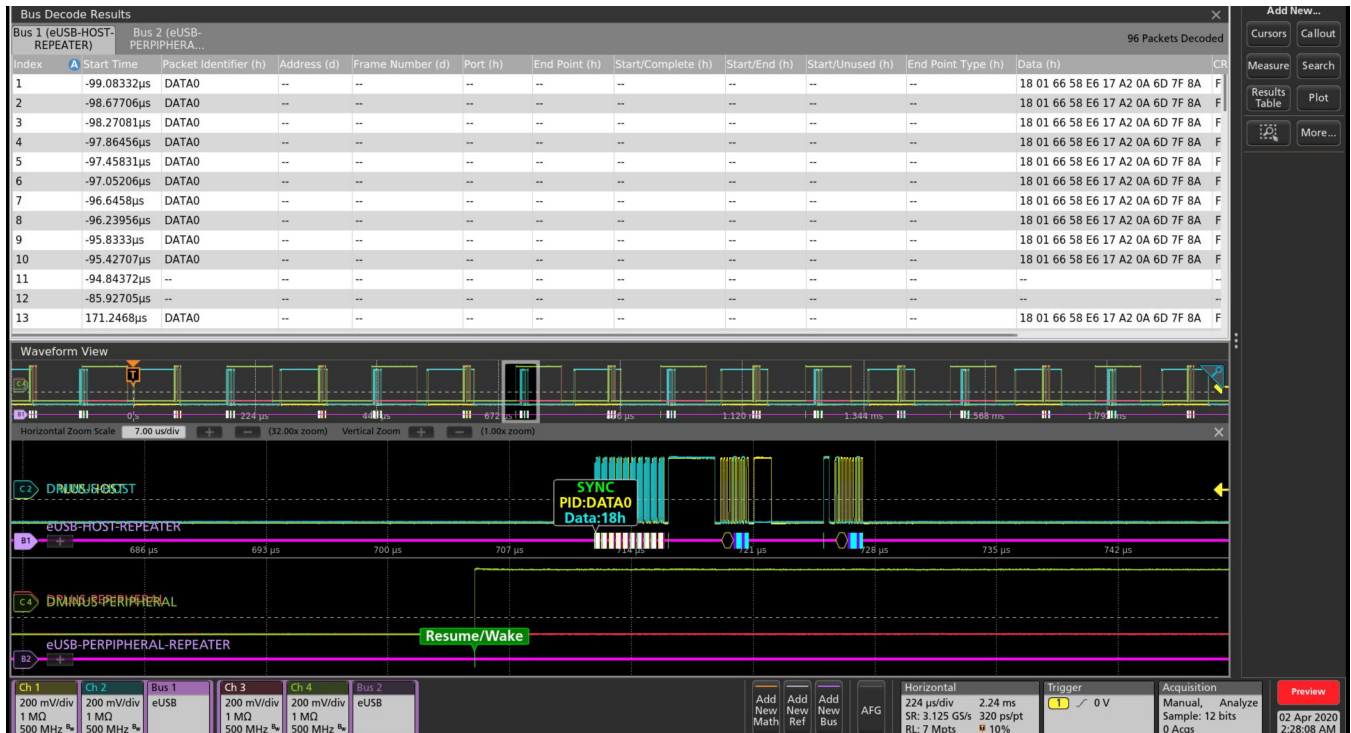 Bus Decode Results
Bus 1 (eUSB-HOST-REPEATER)
Bus 2 (eUSB-PERPIPHERA...
96 Packets Decoded
Index Start Time Packet Identifier (h) Address (d) Frame Number (d) Port (h) End Point (h) Start/Complete (h) Start/End (h) Start/Unused (h) End Point Type (h) Data (h) CR
1 -99.08332µs DATA0 -- -- -- -- -- -- -- -- 18 01 66 58 E6 17 A2 0A 6D 7F 8A F
2 -98.67706µs DATA0 -- -- -- -- -- -- -- -- 18 01 66 58 E6 17 A2 0A 6D 7F 8A F
3 -98.27081µs DATA0 -- -- -- -- -- -- -- -- 18 01 66 58 E6 17 A2 0A 6D 7F 8A F
4 -97.86456µs DATA0 -- -- -- -- -- -- -- -- 18 01 66 58 E6 17 A2 0A 6D 7F 8A F
5 -97.45831µs DATA0 -- -- -- -- -- -- -- -- 18 01 66 58 E6 17 A2 0A 6D 7F 8A F
6 -97.05206µs DATA0 -- -- -- -- -- -- -- -- 18 01 66 58 E6 17 A2 0A 6D 7F 8A F
7 -96.6458µs DATA0 -- -- -- -- -- -- -- -- 18 01 66 58 E6 17 A2 0A 6D 7F 8A F
8 -96.23956µs DATA0 -- -- -- -- -- -- -- -- 18 01 66 58 E6 17 A2 0A 6D 7F 8A F
9 -95.8333µs DATA0 -- -- -- -- -- -- -- -- 18 01 66 58 E6 17 A2 0A 6D 7F 8A F
10 -95.42707µs DATA0 -- -- -- -- -- -- -- -- 18 01 66 58 E6 17 A2 0A 6D 7F 8A F
11 -94.84372µs -- -- -- -- -- -- -- -- -- --
12 -85.92705µs -- -- -- -- -- -- -- -- -- --
13 171.2468µs DATA0 -- -- -- -- -- -- -- -- 18 01 66 58 E6 17 A2 0A 6D 7F 8A F
Add New...
Cursors Callout
Measure Search
Results Table Plot
More...
Waveform View
C4
T
B1 0 s 224 µs 672 µs 1.120 ms 1.344 ms 1.568 ms
Horizontal Zoom Scale 7.00 us/div + − (32.00x zoom) Vertical Zoom + − (1.00x zoom)
SYNC
PID:DATA0
Data:18h
C2
eUSB-HOST-REPEATER
B1 +
686 µs 693 µs 700 µs 707 µs 714 µs 721 µs 728 µs 735 µs 742 µs
C4 DMINUS-PERIPHERAL
Resume/Wake
eUSB-PERPIPHERAL-REPEATER
B2 +
Ch 1
200 mV/div
1 MΩ
500 MHz Bw
Ch 2
200 mV/div
1 MΩ
500 MHz Bw
Bus 1
eUSB
Ch 3
200 mV/div
1 MΩ
500 MHz Bw
Ch 4
200 mV/div
1 MΩ
500 MHz Bw
Bus 2
eUSB
Add New Math
Add New Ref
Add New Bus
AFG
Horizontal
224 µs/div 2.24 ms
SR: 3.125 GS/s 320 ps/pt
RL: 7 Mpts 10%
Trigger
1 0 V
Acquisition
Manual, Analyze
Sample: 12 bits
0 Acqs
Preview
02 Apr 2020
2:28:08 AM